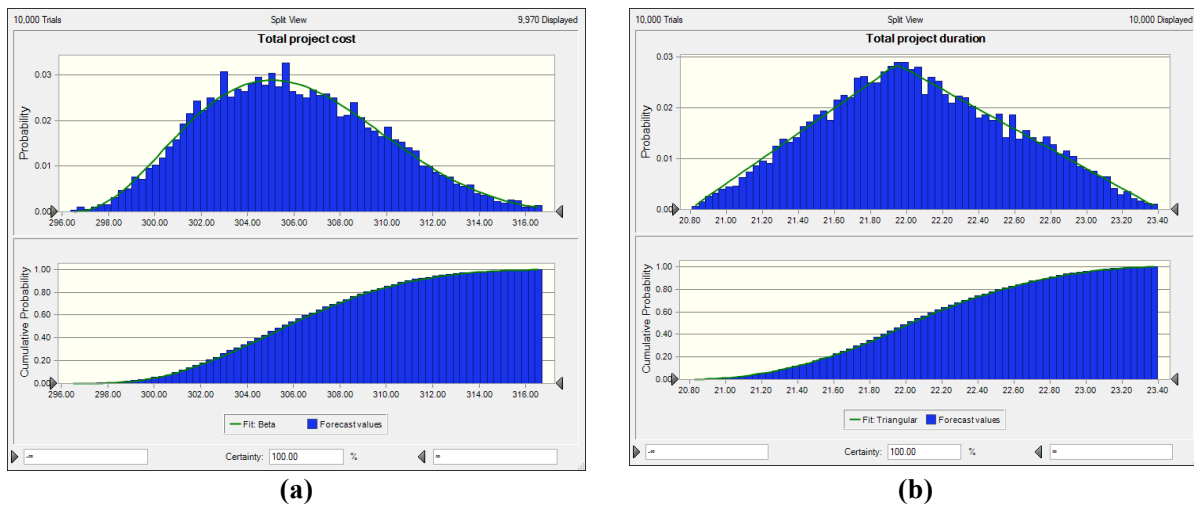 10,000 Trials Split View 9,970 Displayed
Total project cost
Probability
0.03
0.02
0.01
0.00
296.00 298.00 300.00 302.00 304.00 306.00 308.00 310.00 312.00 314.00 316.00
Cumulative Probability
1.00
0.80
0.60
0.40
0.20
0.00
296.00 298.00 300.00 302.00 304.00 306.00 308.00 310.00 312.00 314.00 316.00
Fit: Beta Forecast values
-∞ Certainty: 100.00 % ∞
(a)
10,000 Trials Split View 10,000 Displayed
Total project duration
Probability
0.03
0.02
0.01
0.00
20.80 21.00 21.20 21.40 21.60 21.80 22.00 22.20 22.40 22.60 22.80 23.00 23.20 23.40
Cumulative Probability
1.00
0.80
0.60
0.40
0.20
0.00
20.80 21.00 21.20 21.40 21.60 21.80 22.00 22.20 22.40 22.60 22.80 23.00 23.20 23.40
Fit: Triangular Forecast values
-∞ Certainty: 100.00 % ∞
(b)